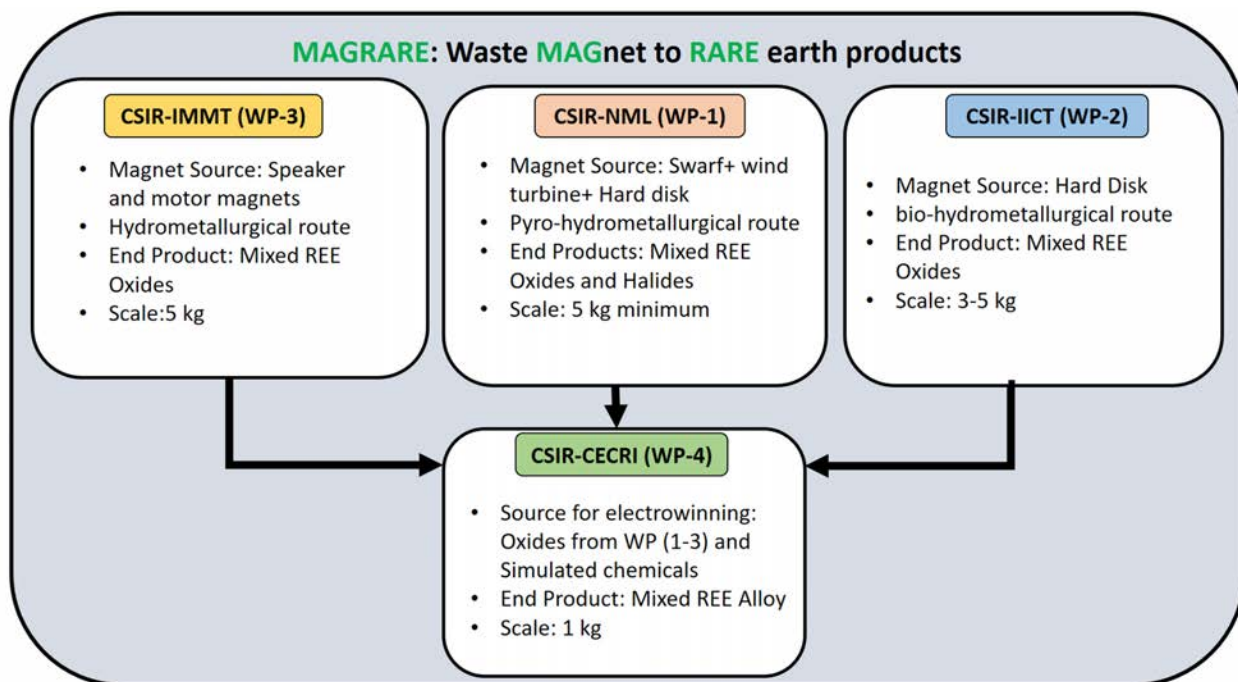 MAGRARE: Waste MAGnet to RARE earth products
CSIR-IMMT (WP-3)
• Magnet Source: Speaker
and motor magnets
• Hydrometallurgical route
• End Product: Mixed REE
Oxides
• Scale:5 kg
CSIR-NML (WP-1)
• Magnet Source: Swarf+ wind
turbine+ Hard disk
• Pyro-hydrometallurgical route
• End Products: Mixed REE
Oxides and Halides
• Scale: 5 kg minimum
CSIR-IICT (WP-2)
• Magnet Source: Hard Disk
• bio-hydrometallurgical route
• End Product: Mixed REE
Oxides
• Scale: 3-5 kg
CSIR-CECRI (WP-4)
• Source for electrowinning:
Oxides from WP (1-3) and
Simulated chemicals
• End Product: Mixed REE Alloy
• Scale: 1 kg